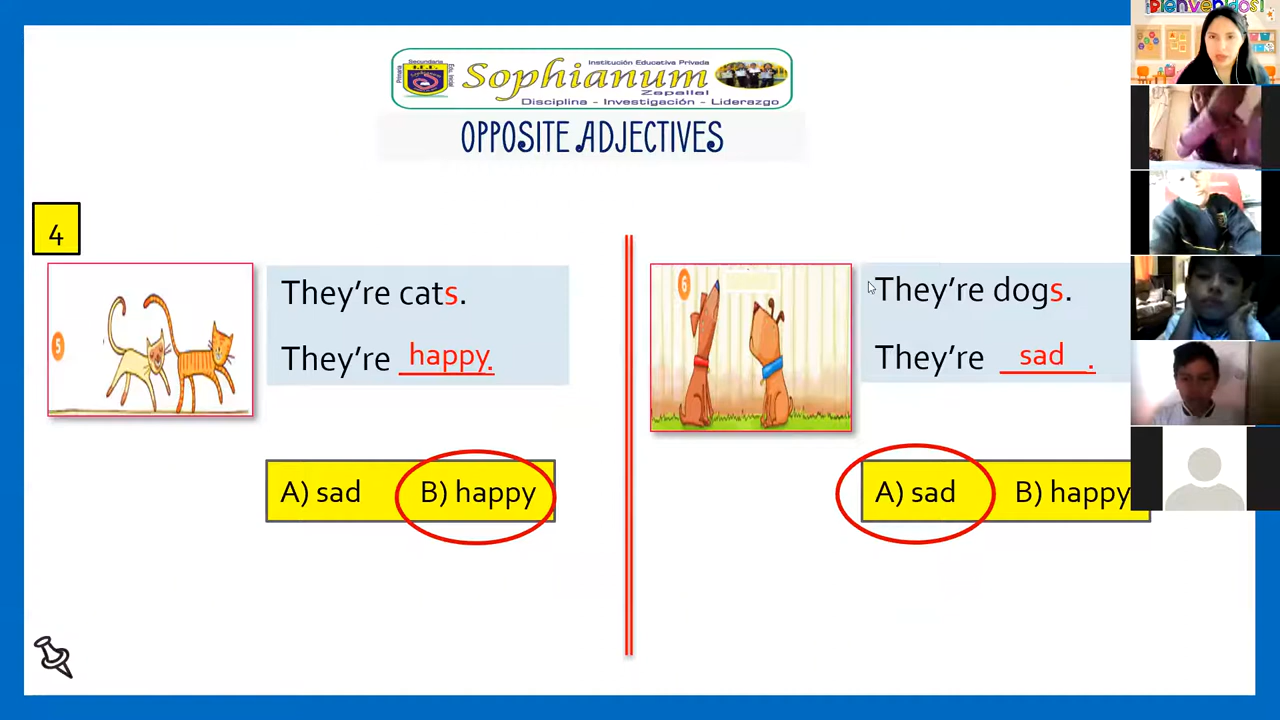 ¡Bienvenidos!
Institución Educativa Privada
Sophianum
Zapallal
Disciplina - Investigación - Liderazgo
Secundaria
Primaria
Edu. Inicial
OPPOSITE ADJECTIVES
4
5
They're cats.
They're happy.
A) sad B) happy
6
They're dogs.
They're sad.
A) sad B) happy